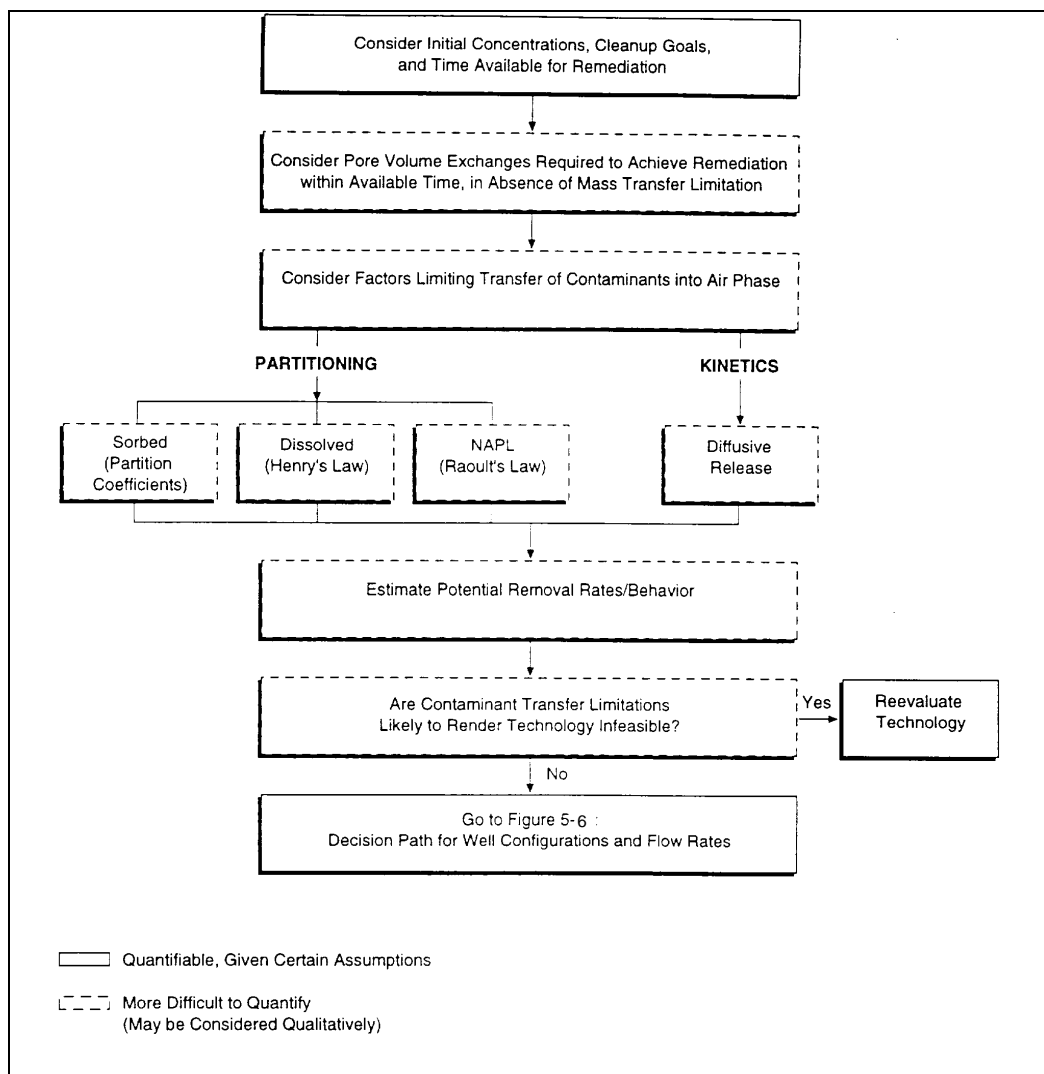 Consider Initial Concentrations, Cleanup Goals,
and Time Available for Remediation
Consider Pore Volume Exchanges Required to Achieve Remediation
within Available Time, in Absence of Mass Transfer Limitation
Consider Factors Limiting Transfer of Contaminants into Air Phase
PARTITIONING
KINETICS
Sorbed
(Partition
Coefficients)
Dissolved
(Henry's Law)
NAPL
(Raoult's Law)
Diffusive
Release
Estimate Potential Removal Rates/Behavior
Are Contaminant Transfer Limitations
Likely to Render Technology Infeasible?
Yes
Reevaluate
Technology
No
Go to Figure 5-6 :
Decision Path for Well Configurations and Flow Rates
Quantifiable, Given Certain Assumptions
More Difficult to Quantify
(May be Considered Qualitatively)